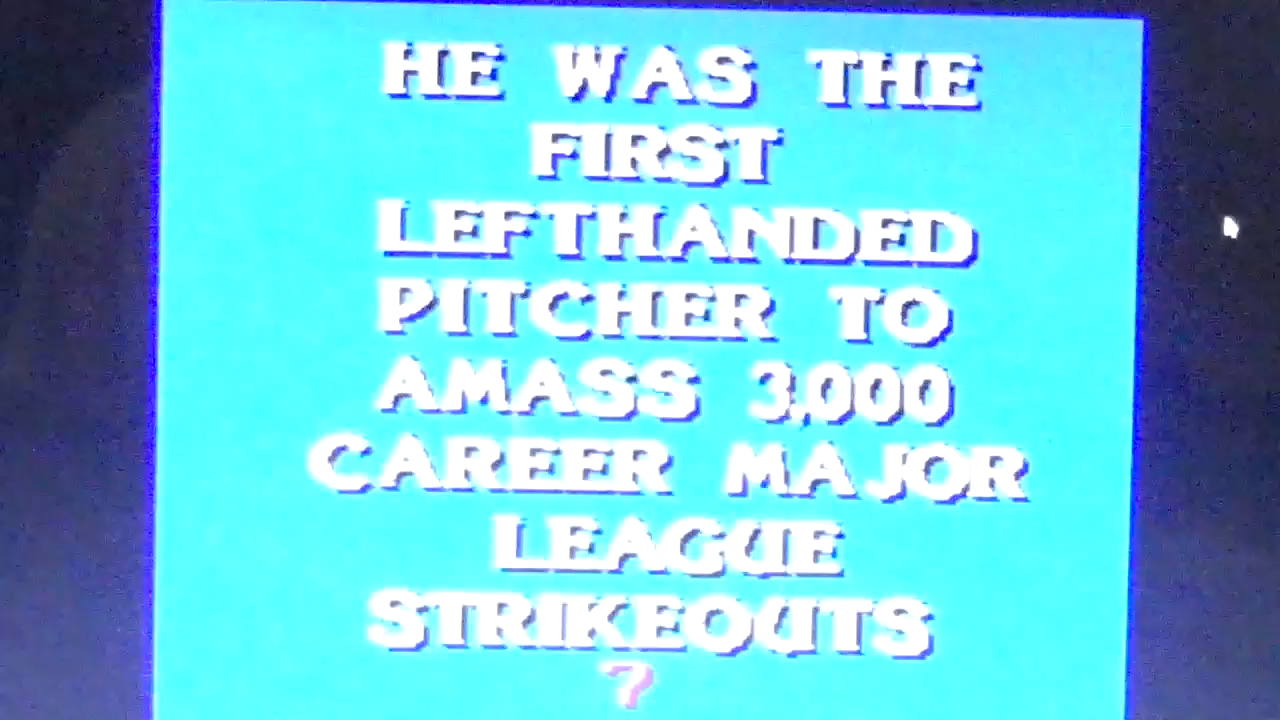 HE WAS THE
FIRST
LEFTHANDED
PITCHER TO
AMASS 3,000
CAREER MAJOR
LEAGUE
STRIKEOUTS
?